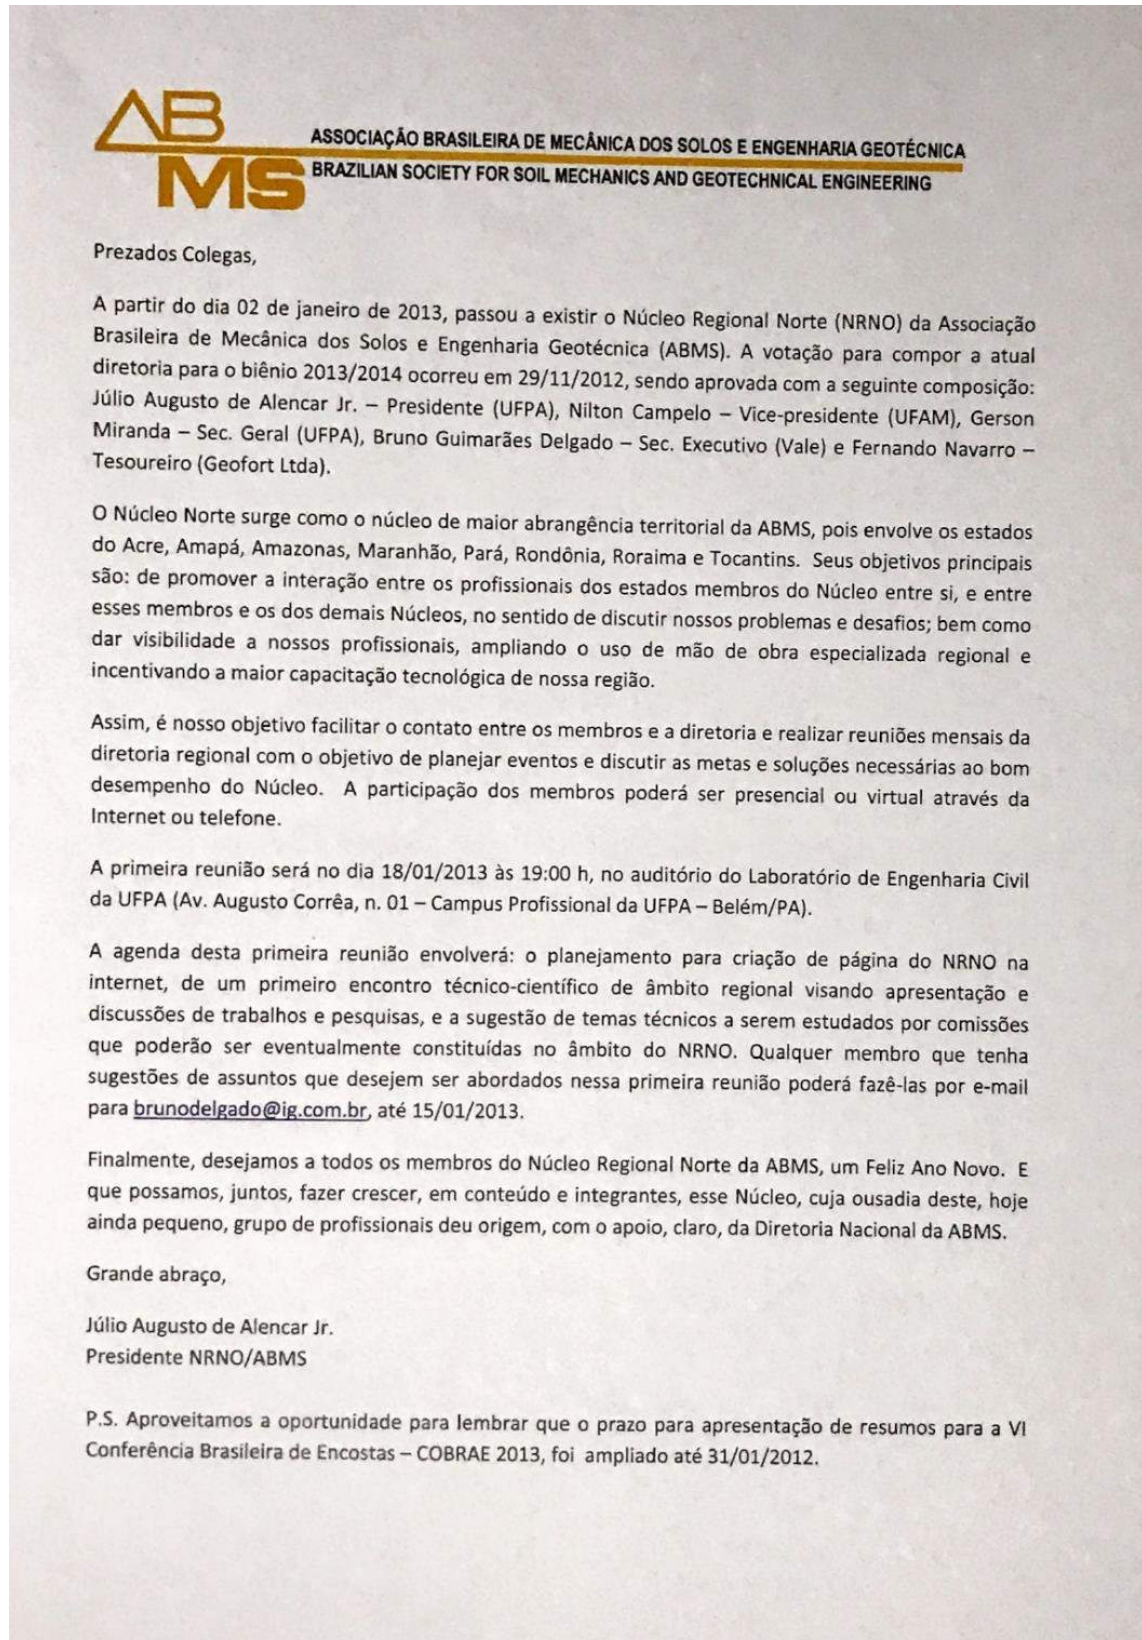 AB
MS
ASSOCIAÇÃO BRASILEIRA DE MECÂNICA DOS SOLOS E ENGENHARIA GEOTÉCNICA
BRAZILIAN SOCIETY FOR SOIL MECHANICS AND GEOTECHNICAL ENGINEERING
Prezados Colegas,
A partir do dia 02 de janeiro de 2013, passou a existir o Núcleo Regional Norte (NRNO) da Associação
Brasileira de Mecânica dos Solos e Engenharia Geotécnica (ABMS). A votação para compor a atual
diretoria para o biênio 2013/2014 ocorreu em 29/11/2012, sendo aprovada com a seguinte composição:
Júlio Augusto de Alencar Jr. – Presidente (UFPA), Nilton Campelo – Vice-presidente (UFAM), Gerson
Miranda – Sec. Geral (UFPA), Bruno Guimarães Delgado – Sec. Executivo (Vale) e Fernando Navarro –
Tesoureiro (Geofort Ltda).
O Núcleo Norte surge como o núcleo de maior abrangência territorial da ABMS, pois envolve os estados
do Acre, Amapá, Amazonas, Maranhão, Pará, Rondônia, Roraima e Tocantins.  Seus objetivos principais
são: de promover a interação entre os profissionais dos estados membros do Núcleo entre si, e entre
esses membros e os dos demais Núcleos, no sentido de discutir nossos problemas e desafios; bem como
dar visibilidade a nossos profissionais, ampliando o uso de mão de obra especializada regional e
incentivando a maior capacitação tecnológica de nossa região.
Assim, é nosso objetivo facilitar o contato entre os membros e a diretoria e realizar reuniões mensais da
diretoria regional com o objetivo de planejar eventos e discutir as metas e soluções necessárias ao bom
desempenho do Núcleo.  A participação dos membros poderá ser presencial ou virtual através da
Internet ou telefone.
A primeira reunião será no dia 18/01/2013 às 19:00 h, no auditório do Laboratório de Engenharia Civil
da UFPA (Av. Augusto Corrêa, n. 01 – Campus Profissional da UFPA – Belém/PA).
A agenda desta primeira reunião envolverá: o planejamento para criação de página do NRNO na
internet, de um primeiro encontro técnico-científico de âmbito regional visando apresentação e
discussões de trabalhos e pesquisas, e a sugestão de temas técnicos a serem estudados por comissões
que poderão ser eventualmente constituídas no âmbito do NRNO. Qualquer membro que tenha
sugestões de assuntos que desejem ser abordados nessa primeira reunião poderá fazê-las por e-mail
para brunodelgado@ig.com.br, até 15/01/2013.
Finalmente, desejamos a todos os membros do Núcleo Regional Norte da ABMS, um Feliz Ano Novo.  E
que possamos, juntos, fazer crescer, em conteúdo e integrantes, esse Núcleo, cuja ousadia deste, hoje
ainda pequeno, grupo de profissionais deu origem, com o apoio, claro, da Diretoria Nacional da ABMS.
Grande abraço,
Júlio Augusto de Alencar Jr.
Presidente NRNO/ABMS
P.S. Aproveitamos a oportunidade para lembrar que o prazo para apresentação de resumos para a VI
Conferência Brasileira de Encostas – COBRAE 2013, foi  ampliado até 31/01/2012.